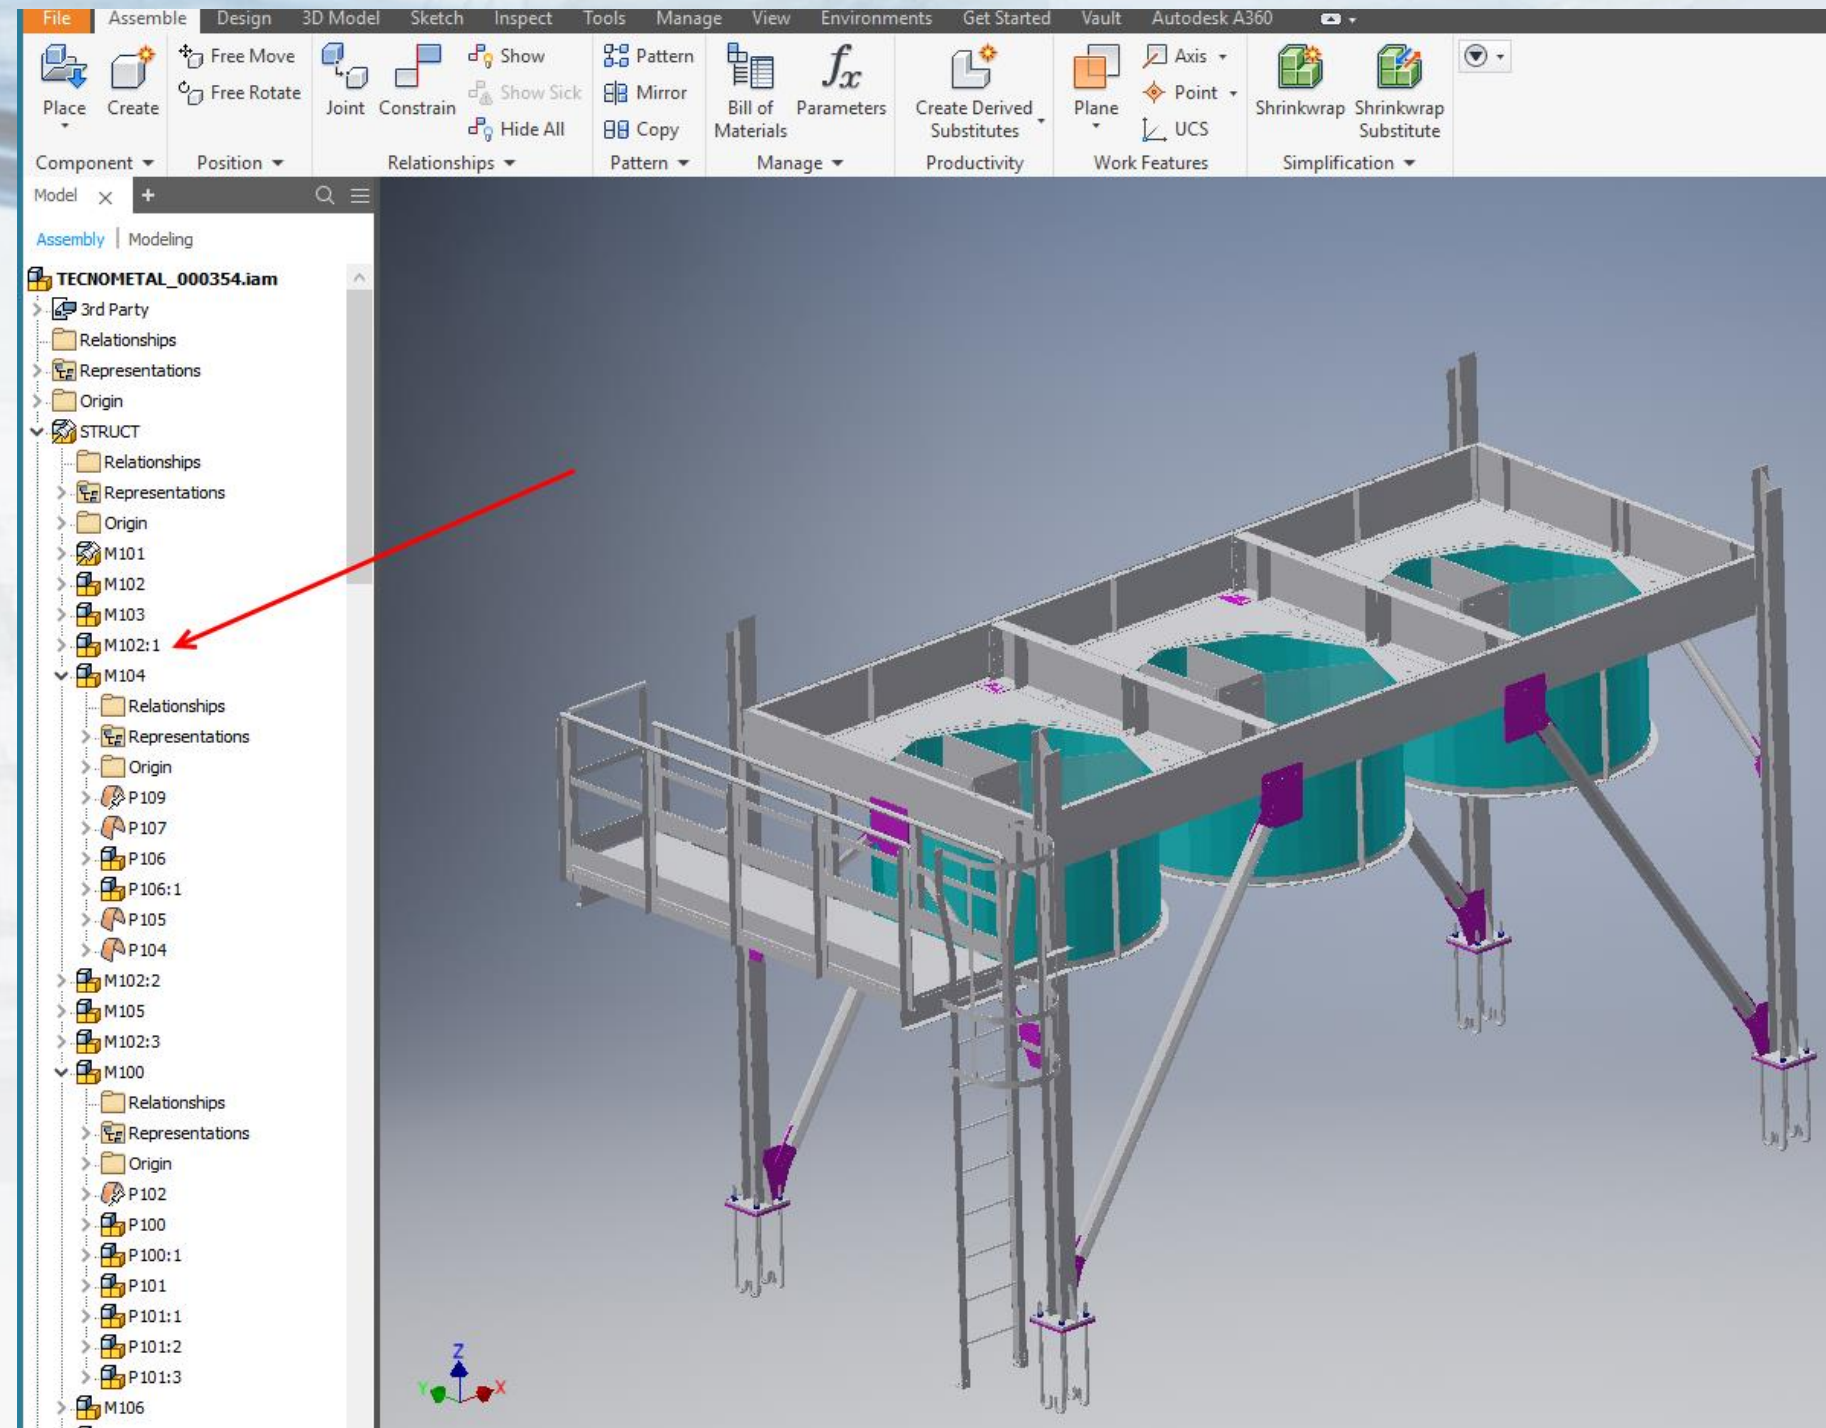 File Assemble Design 3D Model Sketch Inspect Tools Manage View Environments Get Started Vault Autodesk A360
Place
Create
Free Move
Free Rotate
Component
Position
Joint
Constrain
Show
Show Sick
Hide All
Relationships
Pattern
Mirror
Copy
Pattern
Bill of
Materials
Parameters
Manage
Create Derived
Substitutes
Productivity
Plane
Axis
Point
UCS
Work Features
Shrinkwrap
Shrinkwrap
Substitute
Simplification
Model
Assembly | Modeling
TECNOMETAL_000354.iam
3rd Party
Relationships
Representations
Origin
STRUCT
Relationships
Representations
Origin
M101
M102
M103
M102:1
M104
Relationships
Representations
Origin
P109
P107
P106
P106:1
P105
P104
M102:2
M105
M102:3
M100
Relationships
Representations
Origin
P102
P100
P100:1
P101
P101:1
P101:2
P101:3
M106
Z
Y
X